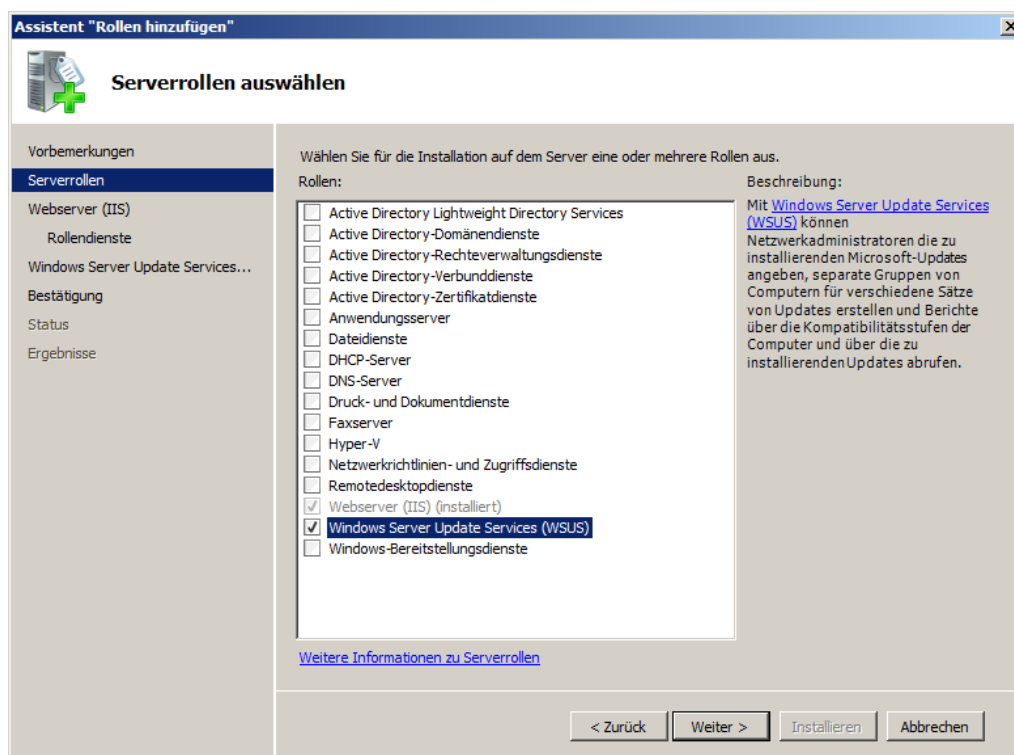 Assistent "Rollen hinzufügen"
Serverrollen auswählen
Vorbemerkungen
Serverrollen
Webserver (IIS)
Rollendienste
Windows Server Update Services...
Bestätigung
Status
Ergebnisse
Wählen Sie für die Installation auf dem Server eine oder mehrere Rollen aus.
Rollen:
Active Directory Lightweight Directory Services
Active Directory-Domänendienste
Active Directory-Rechteverwaltungsdienste
Active Directory-Verbunddienste
Active Directory-Zertifikatdienste
Anwendungsserver
Dateidienste
DHCP-Server
DNS-Server
Druck- und Dokumentdienste
Faxserver
Hyper-V
Netzwerkrichtlinien- und Zugriffsdienste
Remotedesktopdienste
Webserver (IIS) (installiert)
Windows Server Update Services (WSUS)
Windows-Bereitstellungsdienste
Weitere Informationen zu Serverrollen
Beschreibung:
Mit Windows Server Update Services
(WSUS) können
Netzwerkadministratoren die zu
installierenden Microsoft-Updates
angeben, separate Gruppen von
Computern für verschiedene Sätze
von Updates erstellen und Berichte
über die Kompatibilitätsstufen der
Computer und über die zu
installierenden Updates abrufen.
< Zurück
Weiter >
Installieren
Abbrechen